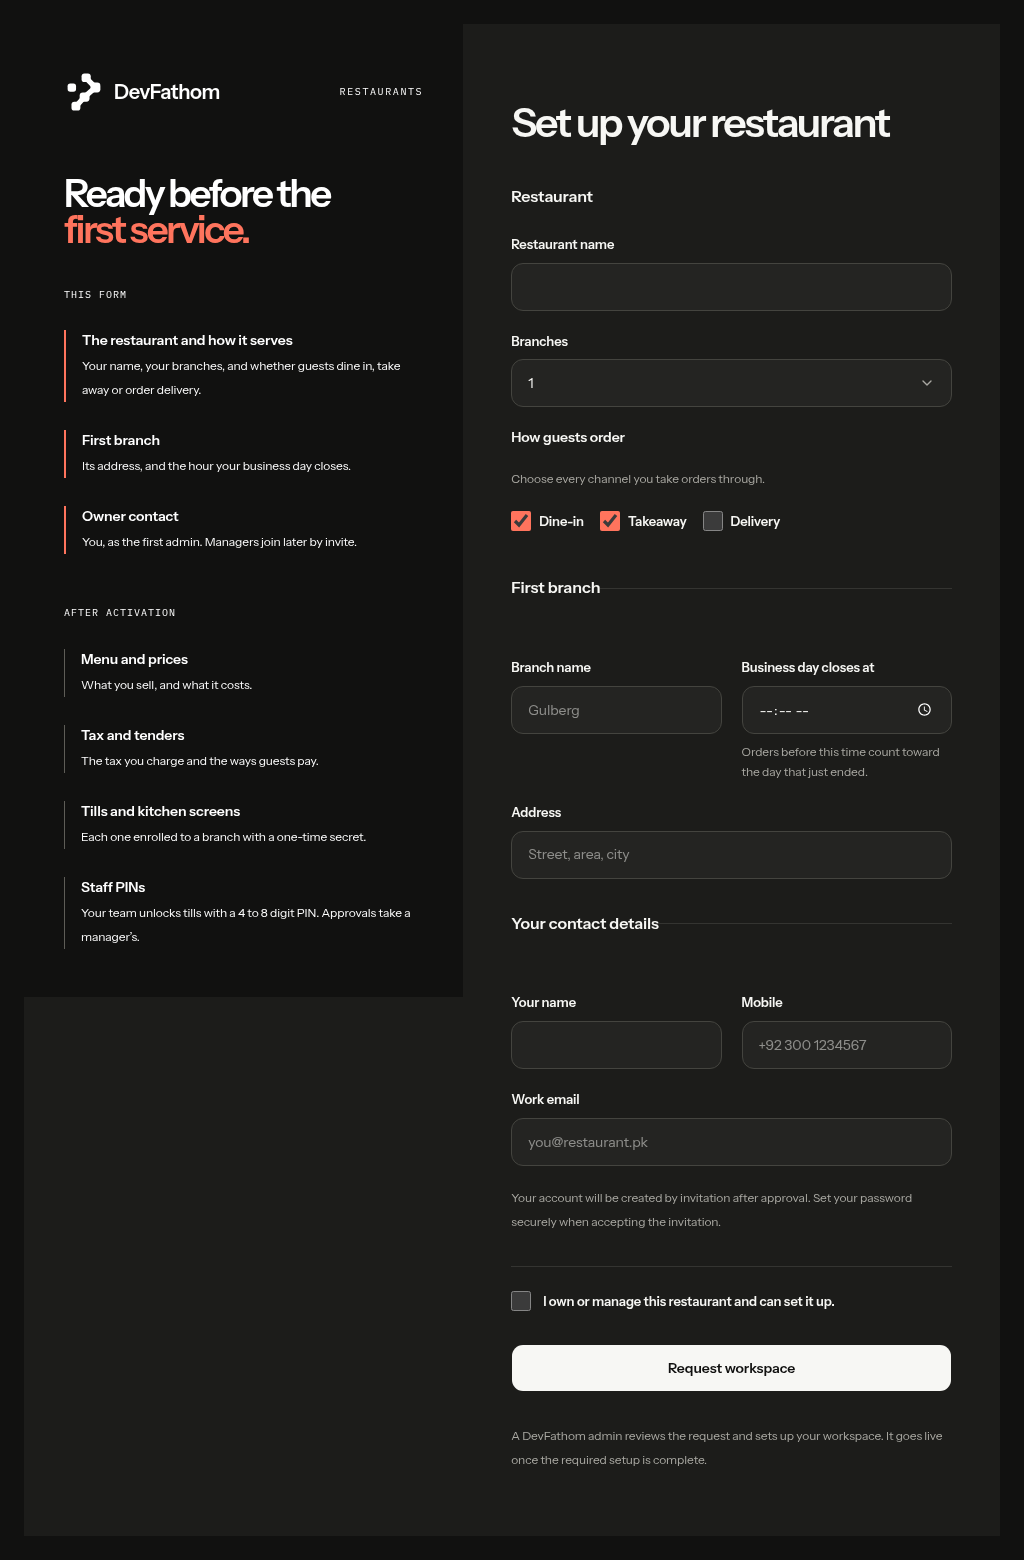 DevFathom
RESTAURANTS
Ready before the
first service.
THIS FORM
The restaurant and how it serves
Your name, your branches, and whether guests dine in, take
away or order delivery.
First branch
Its address, and the hour your business day closes.
Owner contact
You, as the first admin. Managers join later by invite.
AFTER ACTIVATION
Menu and prices
What you sell, and what it costs.
Tax and tenders
The tax you charge and the ways guests pay.
Tills and kitchen screens
Each one enrolled to a branch with a one-time secret.
Staff PINs
Your team unlocks tills with a 4 to 8 digit PIN. Approvals take a
manager's.
Set up your restaurant
Restaurant
Restaurant name
Branches
1
How guests order
Choose every channel you take orders through.
Dine-in
Takeaway
Delivery
First branch
Branch name
Business day closes at
Gulberg
--:-- --
Orders before this time count toward
the day that just ended.
Address
Street, area, city
Your contact details
Your name
Mobile
+92 300 1234567
Work email
you@restaurant.pk
Your account will be created by invitation after approval. Set your password
securely when accepting the invitation.
I own or manage this restaurant and can set it up.
Request workspace
A DevFathom admin reviews the request and sets up your workspace. It goes live
once the required setup is complete.